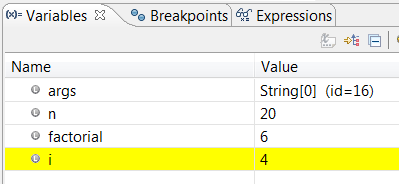 (x)= Variables Breakpoints Expressions
Name Value
args String[0] (id=16)
n 20
factorial 6
i 4